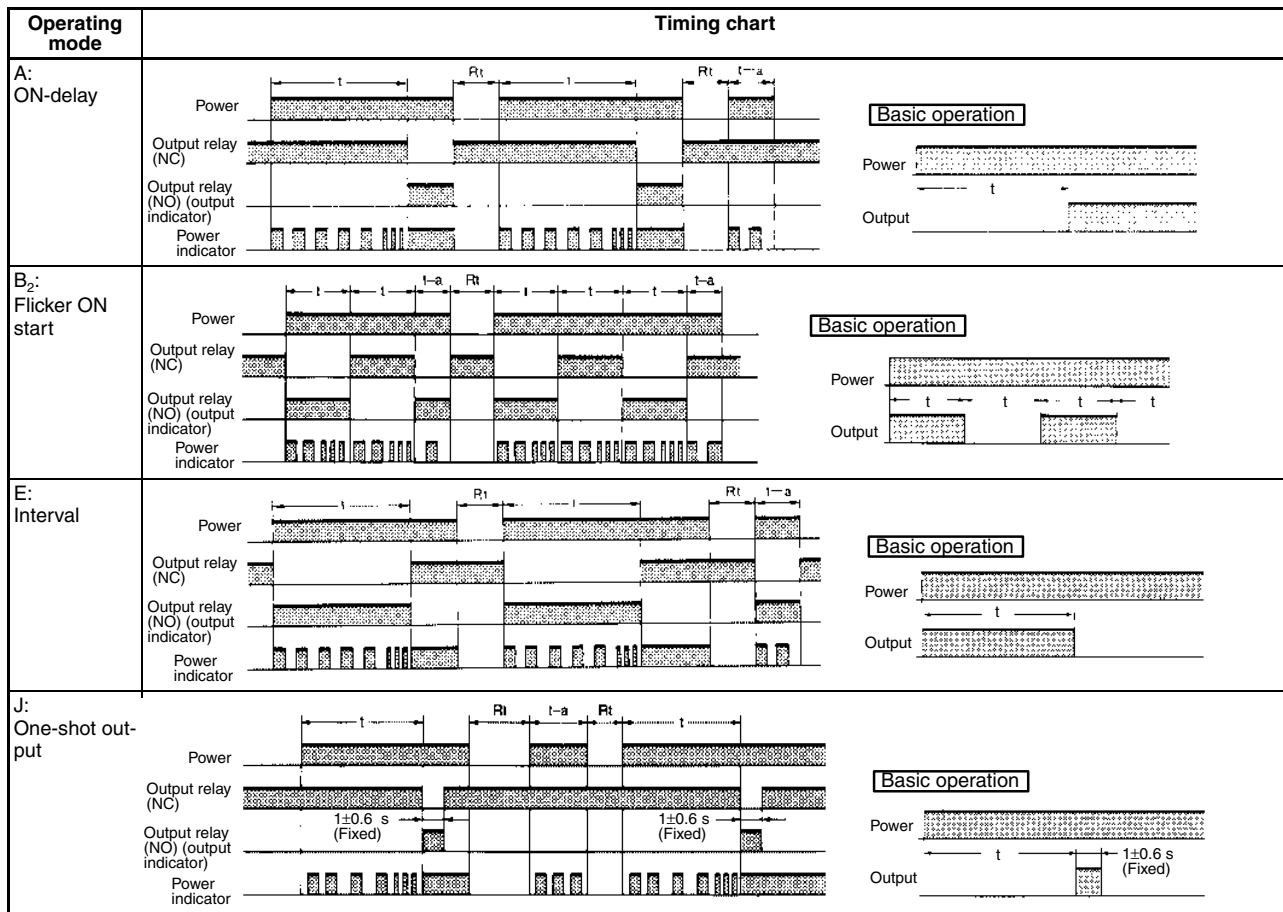 Operating
mode
Timing chart
A:
ON-delay
t
Rt
t
Rt
t-a
Power
Output relay
(NC)
Output relay
(NO) (output
indicator)
Power
indicator
Basic operation
Power
t
Output
B2:
Flicker ON
start
t
t
t-a
Rt
t
t
t
t-a
Power
Output relay
(NC)
Output relay
(NO) (output
indicator)
Power
indicator
Basic operation
Power
t
t
t
t
Output
E:
Interval
t
Rt
t
Rt
t-a
Power
Output relay
(NC)
Output relay
(NO) (output
indicator)
Power
indicator
Basic operation
Power
t
Output
J:
One-shot out-
put
t
Rt
t-a
Rt
t
Power
Output relay
(NC)
1±0.6 s
(Fixed)
1±0.6 s
(Fixed)
Output relay
(NO) (output
indicator)
Power
indicator
Basic operation
Power
t
1±0.6 s
(Fixed)
Output